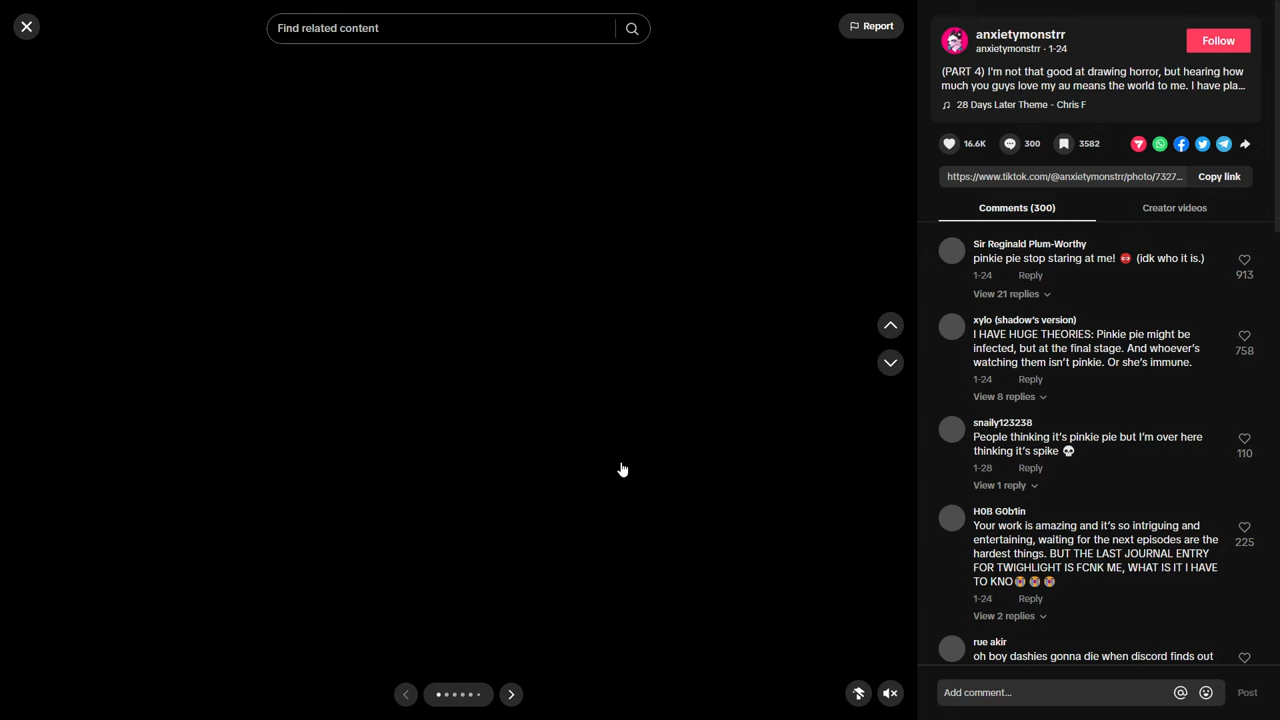 Find related content
Report
anxietymonstrr
anxietymonstrr · 1-24
Follow
(PART 4) I'm not that good at drawing horror, but hearing how
much you guys love my au means the world to me. I have pla...
28 Days Later Theme - Chris F
16.6K
300
3582
https://www.tiktok.com/@anxietymonstrr/photo/7327...
Copy link
Comments (300)
Creator videos
Sir Reginald Plum-Worthy
pinkie pie stop staring at me! (idk who it is.)
1-24 Reply
913
View 21 replies
xylo (shadow's version)
I HAVE HUGE THEORIES: Pinkie pie might be
infected, but at the final stage. And whoever's
watching them isn't pinkie. Or she's immune.
758
1-24 Reply
View 8 replies
snaily123238
People thinking it's pinkie pie but I'm over here
thinking it's spike 💀
110
1-28 Reply
View 1 reply
H0B G0b1in
Your work is amazing and it's so intriguing and
entertaining, waiting for the next episodes are the
hardest things. BUT THE LAST JOURNAL ENTRY
FOR TWIGHLIGHT IS FCNK ME, WHAT IS IT I HAVE
TO KNO
225
1-24 Reply
View 2 replies
rue akir
oh boy dashies gonna die when discord finds out
Add comment...
Post